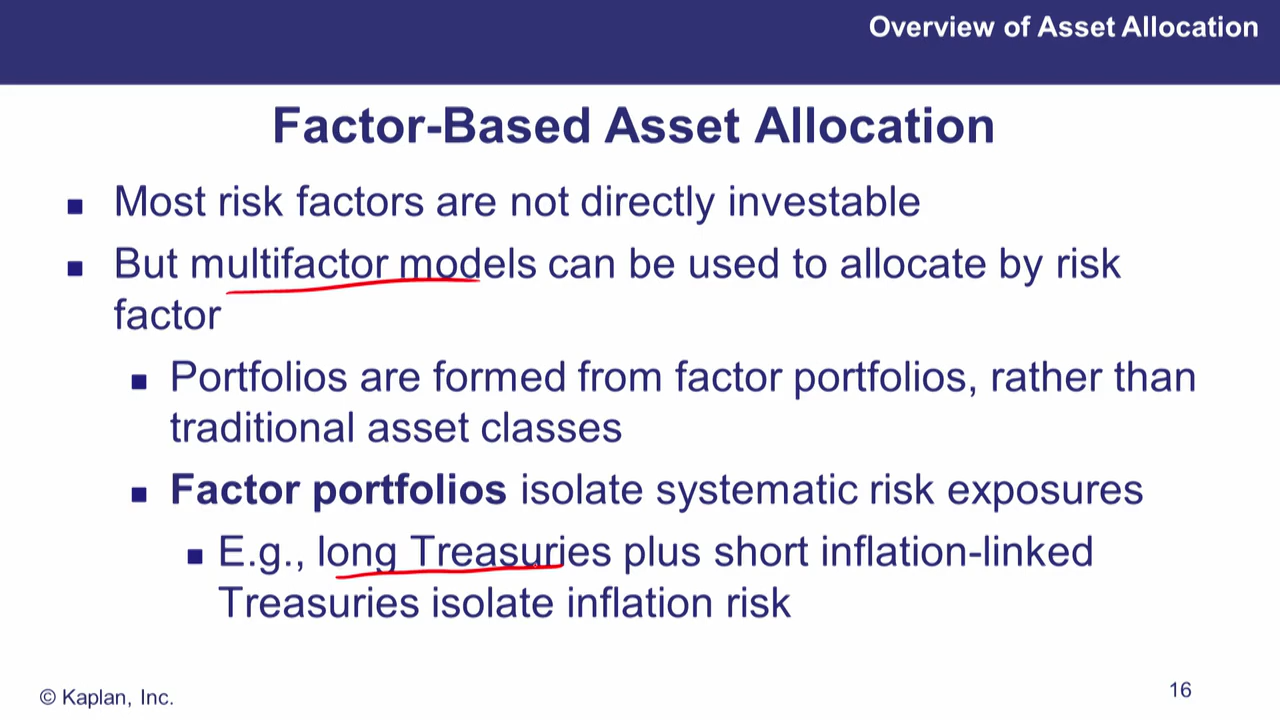 Overview of Asset Allocation
Factor-Based Asset Allocation
▪ Most risk factors are not directly investable
▪ But multifactor models can be used to allocate by risk
factor
▪ Portfolios are formed from factor portfolios, rather than
traditional asset classes
▪ Factor portfolios isolate systematic risk exposures
▪ E.g., long Treasuries plus short inflation-linked
Treasuries isolate inflation risk
© Kaplan, Inc.
16